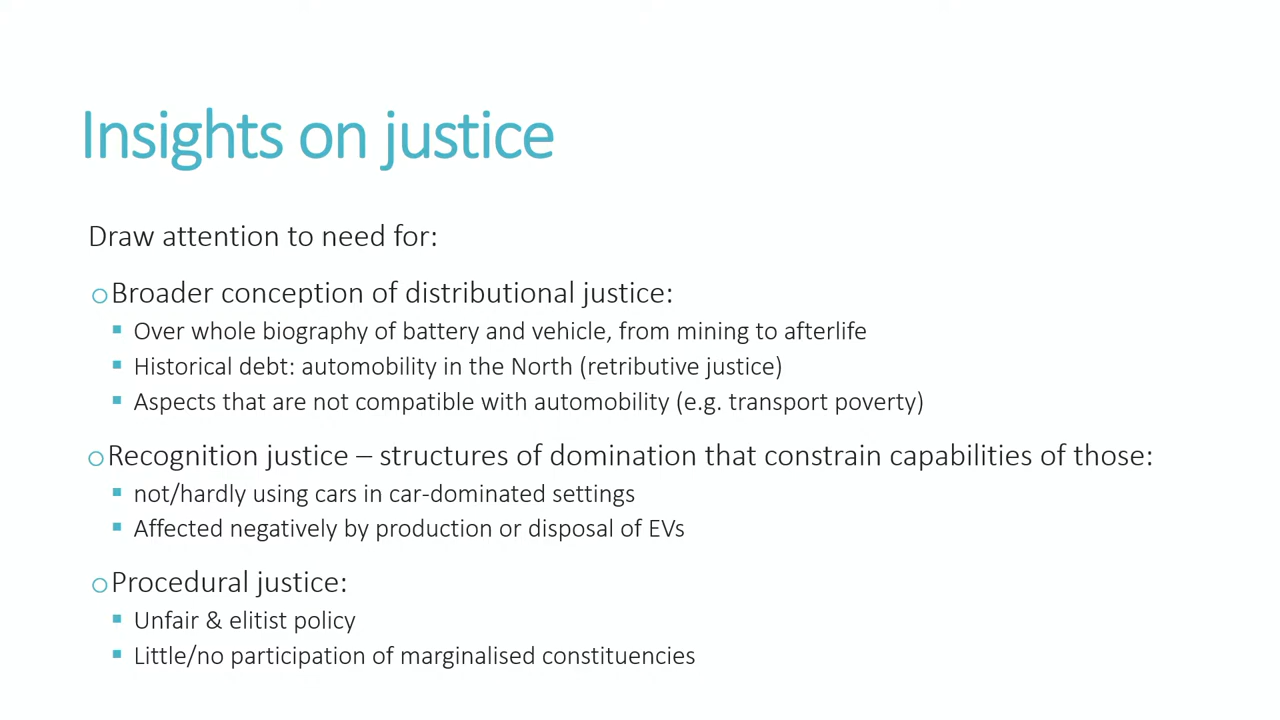 Insights on justice
Draw attention to need for:
Broader conception of distributional justice:
Over whole biography of battery and vehicle, from mining to afterlife
Historical debt: automobility in the North (retributive justice)
Aspects that are not compatible with automobility (e.g. transport poverty)
Recognition justice – structures of domination that constrain capabilities of those:
not/hardly using cars in car-dominated settings
Affected negatively by production or disposal of EVs
Procedural justice:
Unfair & elitist policy
Little/no participation of marginalised constituencies